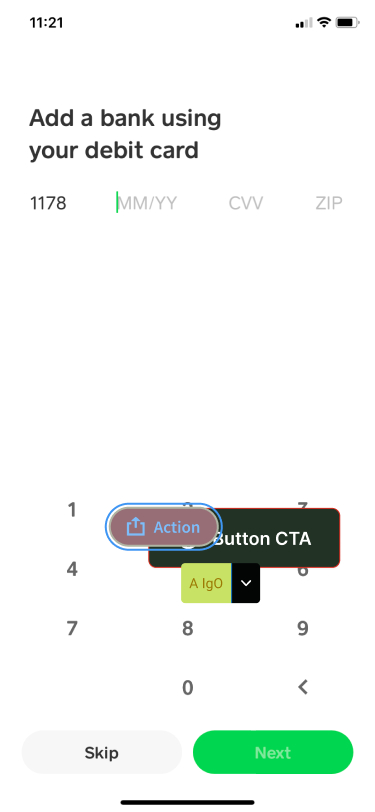 11:21
Add a bank using
your debit card
1178 MM/YY CVV ZIP
1
Action
Button CTA
4 6
A IgO
7 8 9
0
Skip Next